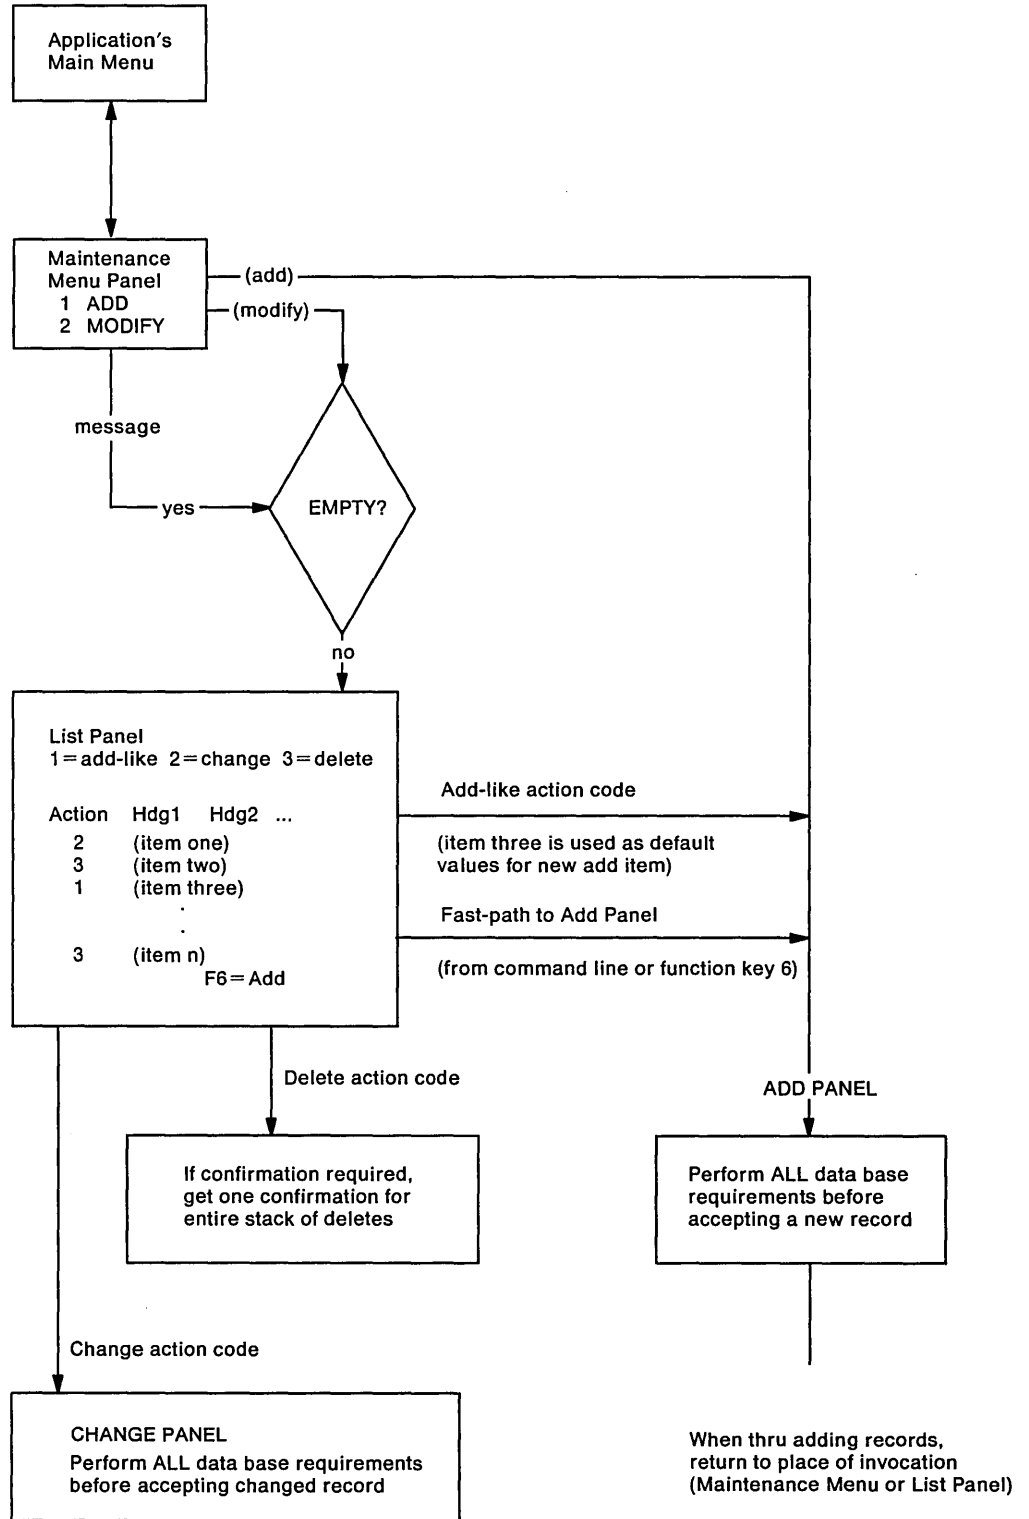 Application's
Main Menu
Maintenance
Menu Panel
1 ADD
2 MODIFY
(add)
(modify)
message
yes
EMPTY?
no
List Panel
1=add-like 2=change 3=delete
Action Hdg1 Hdg2 ...
2 (item one)
3 (item two)
1 (item three)
.
.
3 (item n)
F6=Add
Add-like action code
(item three is used as default
values for new add item)
Fast-path to Add Panel
(from command line or function key 6)
Delete action code
ADD PANEL
If confirmation required,
get one confirmation for
entire stack of deletes
Perform ALL data base
requirements before
accepting a new record
Change action code
CHANGE PANEL
Perform ALL data base requirements
before accepting changed record
When thru adding records,
return to place of invocation
(Maintenance Menu or List Panel)